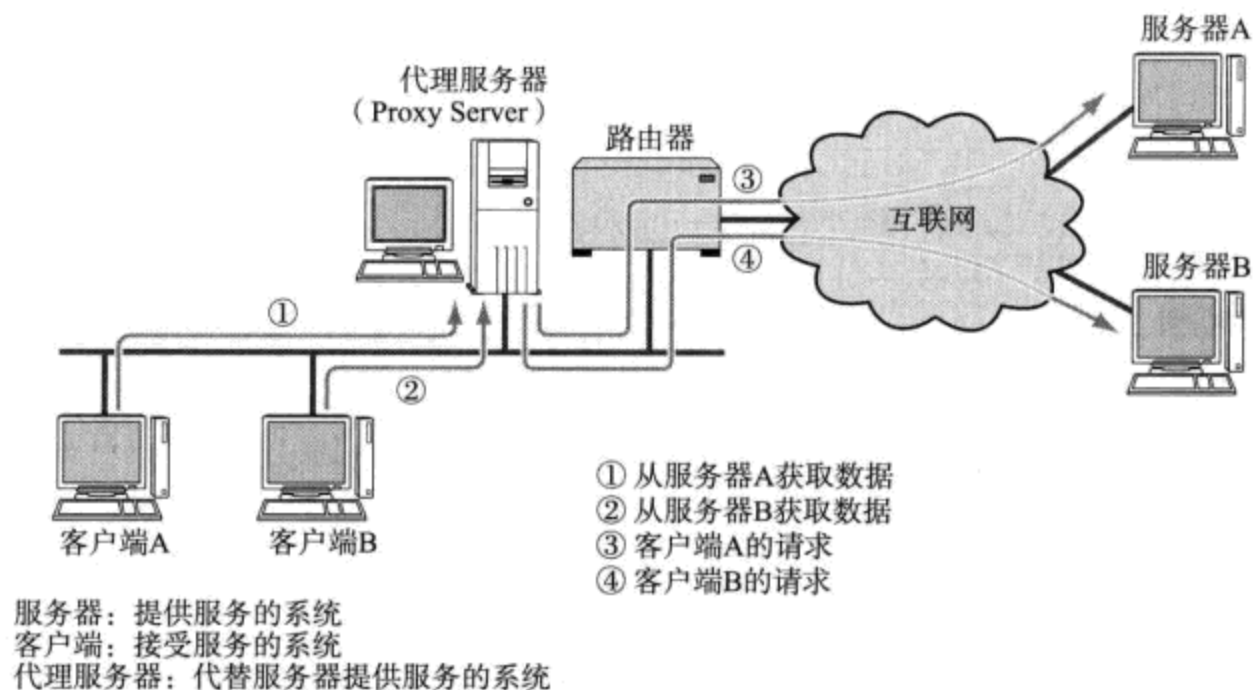 服务器A
代理服务器
（Proxy Server）
路由器
③
互联网
④
服务器B
①
②
客户端A
客户端B
① 从服务器A获取数据
② 从服务器B获取数据
③ 客户端A的请求
④ 客户端B的请求
服务器：提供服务的系统
客户端：接受服务的系统
代理服务器：代替服务器提供服务的系统